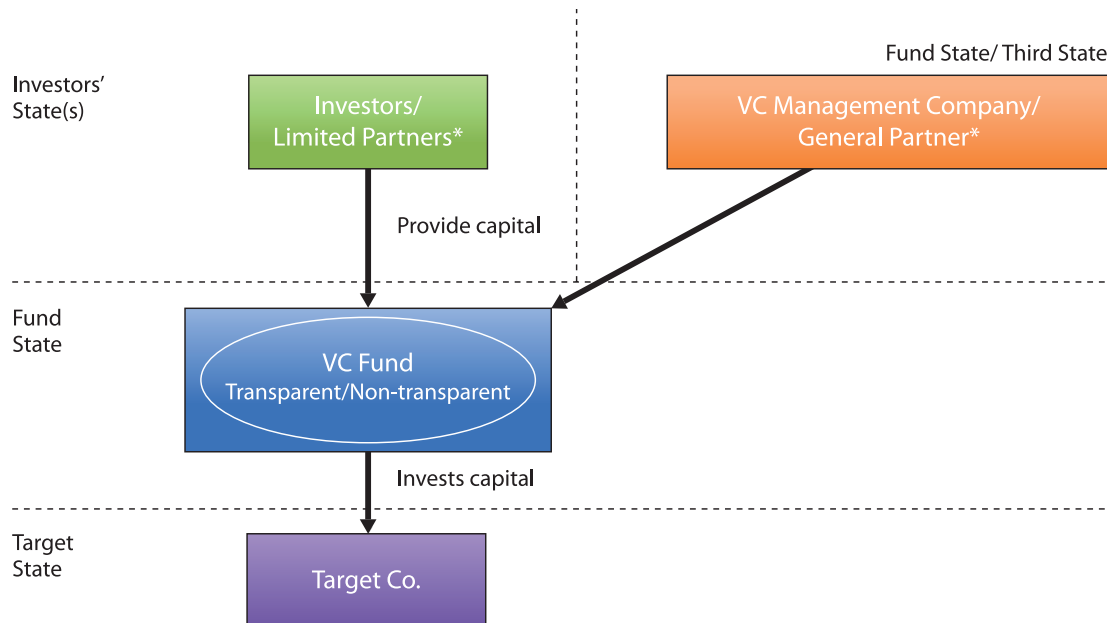 Fund State/ Third State
Investors’
State(s)
Investors/
Limited Partners*
VC Management Company/
General Partner*
Provide capital
Fund
State
VC Fund
Transparent/Non-transparent
Invests capital
Target
State
Target Co.